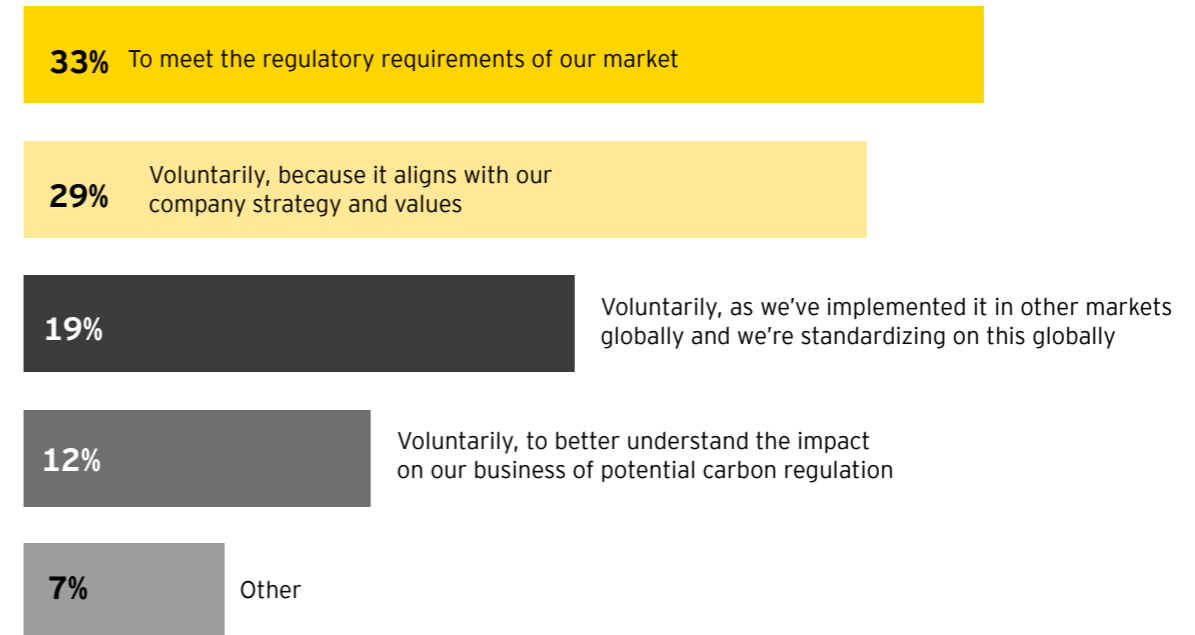 33% To meet the regulatory requirements of our market
29% Voluntarily, because it aligns with our
company strategy and values
19% Voluntarily, as we’ve implemented it in other markets
globally and we’re standardizing on this globally
12% Voluntarily, to better understand the impact
on our business of potential carbon regulation
7% Other